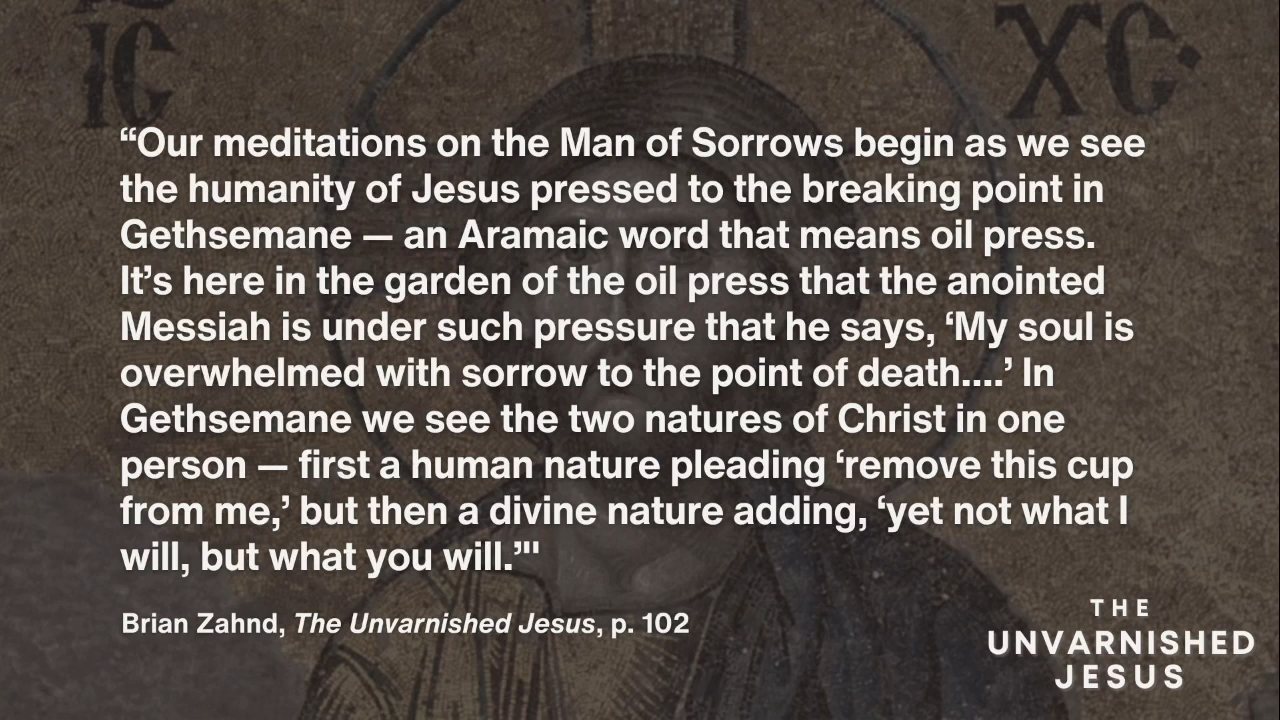 IC
XC·
“Our meditations on the Man of Sorrows begin as we see
the humanity of Jesus pressed to the breaking point in
Gethsemane — an Aramaic word that means oil press.
It’s here in the garden of the oil press that the anointed
Messiah is under such pressure that he says, ‘My soul is
overwhelmed with sorrow to the point of death....’ In
Gethsemane we see the two natures of Christ in one
person — first a human nature pleading ‘remove this cup
from me,’ but then a divine nature adding, ‘yet not what I
will, but what you will.’"
Brian Zahnd, The Unvarnished Jesus, p. 102
THE
UNVARNISHED
JESUS